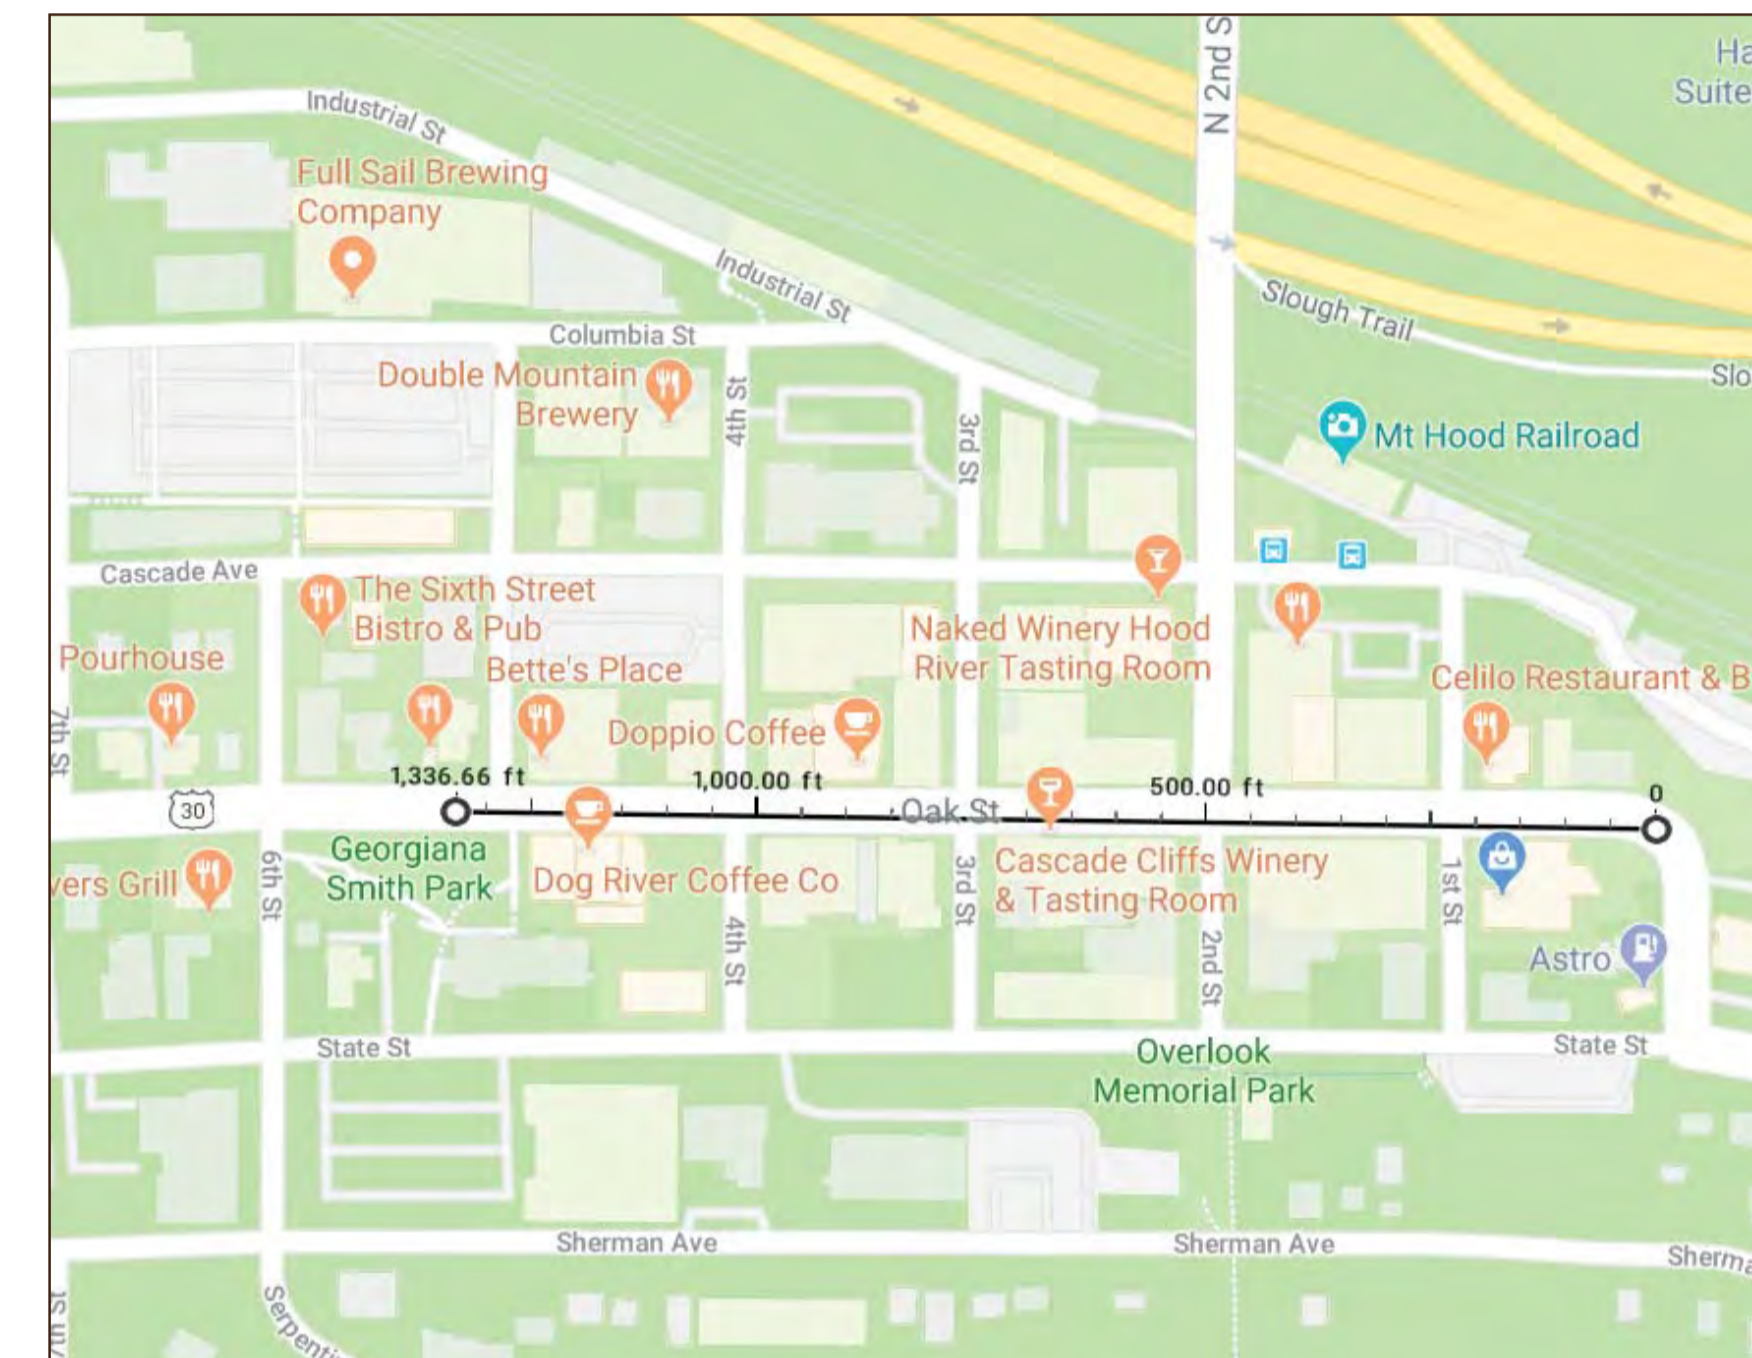 Ha
Suite
N 2nd S
Industrial St
Full Sail Brewing
Company
Industrial St
Slough Trail
Columbia St
Slo
Double Mountain
Brewery
4th St
3rd St
Mt Hood Railroad
Cascade Ave
The Sixth Street
Bistro & Pub
Naked Winery Hood
River Tasting Room
Pourhouse
Bette's Place
Celilo Restaurant & B
7th St
Doppio Coffee
1,336.66 ft
1,000.00 ft
500.00 ft
0
30
Oak St
Georgiana
Smith Park
vers Grill
6th St
Dog River Coffee Co
3rd St
Cascade Cliffs Winery
& Tasting Room
1st St
4th St
2nd St
Astro
State St
State St
Overlook
Memorial Park
Sherman Ave
Sherman Ave
Sherma
7th St
Serpenti